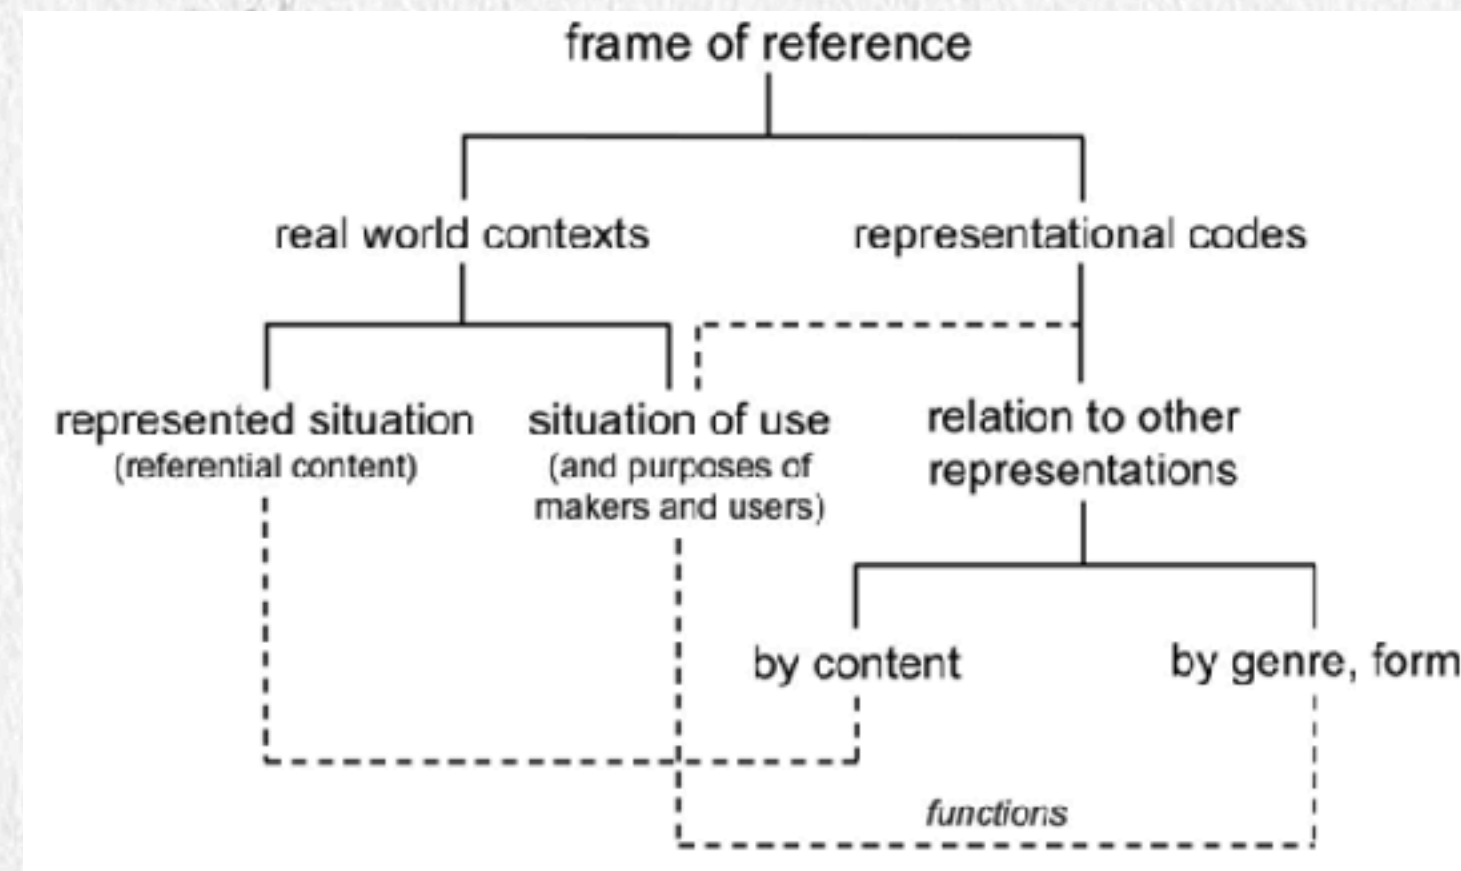 frame of reference
real world contexts
representational codes
represented situation
(referential content)
situation of use
(and purposes of
makers and users)
relation to other
representations
by content
by genre, form
functions